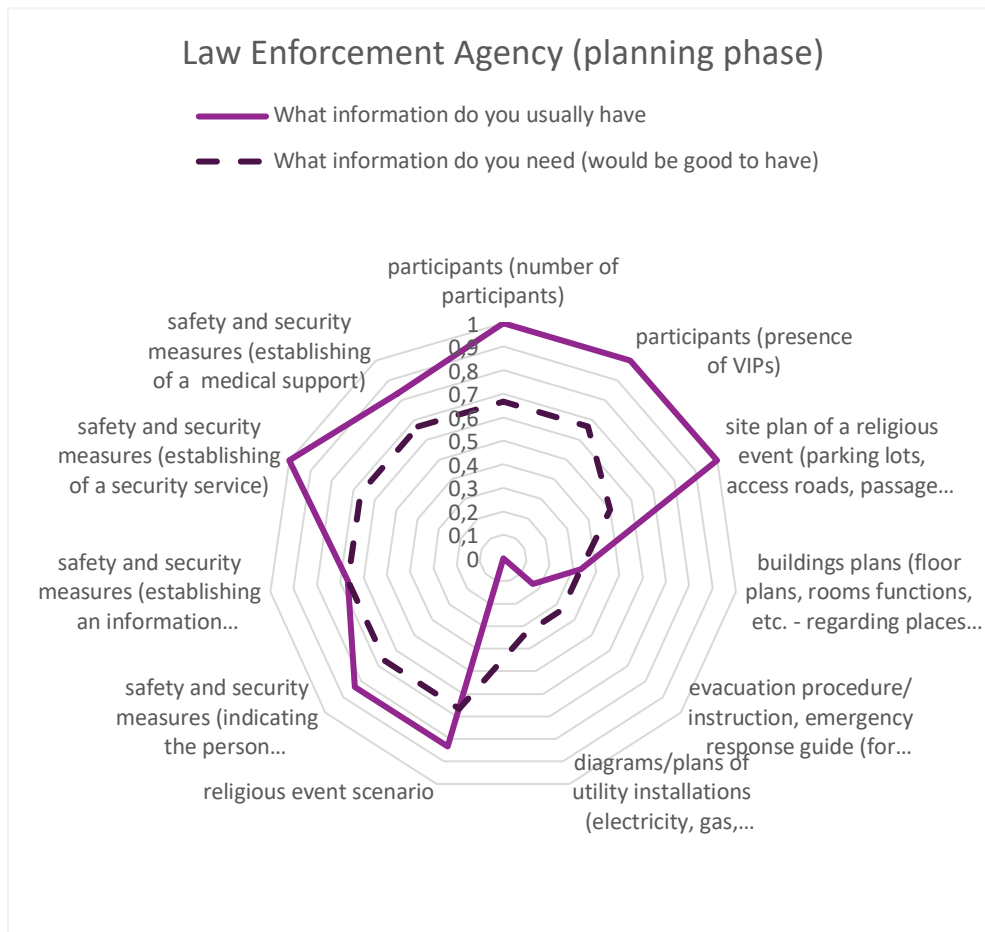 Law Enforcement Agency (planning phase)
What information do you usually have
What information do you need (would be good to have)
participants (number of
participants)
participants (presence
of VIPs)
site plan of a religious
event (parking lots,
access roads, passage...
buildings plans (floor
plans, rooms functions,
etc. - regarding places...
evacuation procedure/
instruction, emergency
response guide (for...
diagrams/plans of
utility installations
(electricity, gas,...
religious event scenario
safety and security
measures (indicating
the person...
safety and security
measures (establishing
an information...
safety and security
measures (establishing
of a security service)
safety and security
measures (establishing
of a  medical support)
1
0,9
0,8
0,7
0,6
0,5
0,4
0,3
0,2
0,1
0